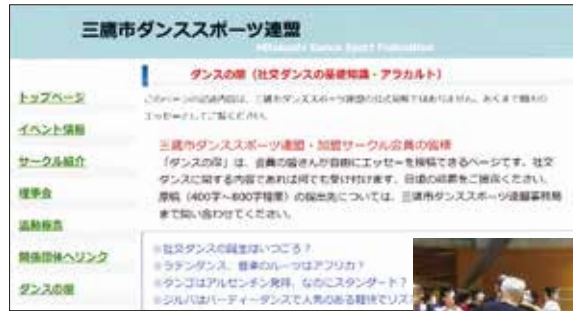 三鷹市ダンススポーツ連盟
Mitakashi Dance Sport Federation
ダンスの扉（社交ダンスの基礎知識・アラカルト）
トップページ
イベント情報
サークル紹介
理事会
活動報告
関係団体へリンク
ダンスの扉
このページの記述内容は、三鷹市ダンススポーツ連盟の公式見解ではありません。あくまで個人の
エッセーとしてご覧ください。
三鷹市ダンススポーツ連盟・加盟サークル会員の皆様
「ダンスの扉」は、会員の皆さんが自由にエッセーを投稿できるページです。社交
ダンスに関する内容であれば何でも受け付けます。日頃の成果をご披露ください。
原稿（400字～800字程度）の提出先については、三鷹市ダンススポーツ連盟事務局
まで問い合わせてください。
※社交ダンスの誕生はいつごろ？
※ラテンダンス、音楽のルーツはアフリカ？
※タンゴはアルゼンチン発祥、なのにスタンダード？
※ジルバはパーティーダンスで人気のある軽快でリズ